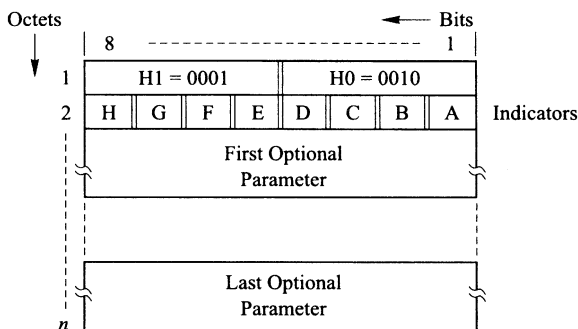 Octets
Bits
8
1
1
H1 = 0001
H0 = 0010
2
H
G
F
E
D
C
B
A
Indicators
First Optional
Parameter
Last Optional
Parameter
n